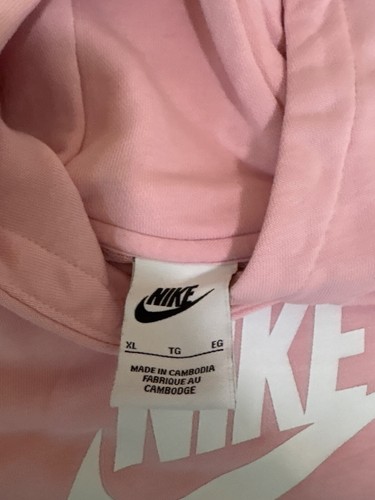 NIKE
XL TG EG
MADE IN CAMBODIA
FABRIQUE AU
CAMBODGE
NIKE